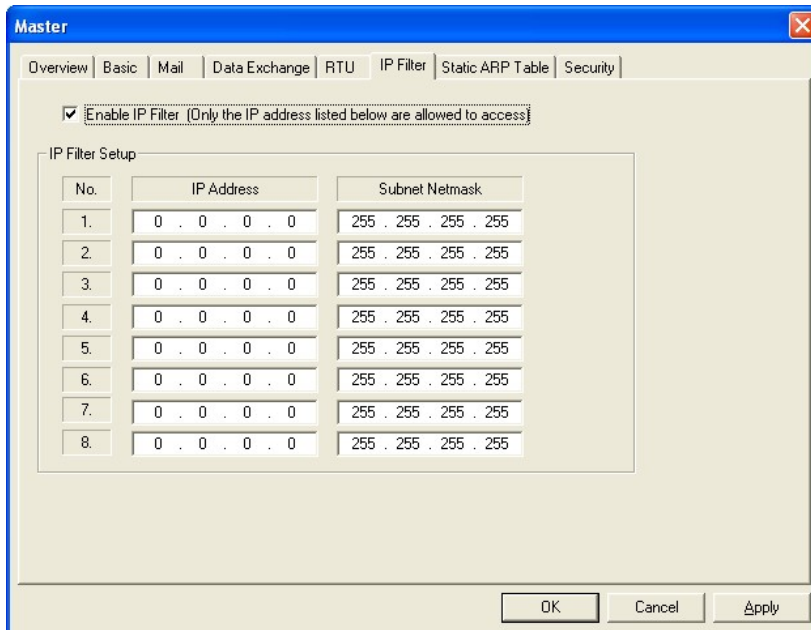 Master
Overview Basic Mail Data Exchange RTU IP Filter Static ARP Table Security
Enable IP Filter (Only the IP address listed below are allowed to access)
IP Filter Setup
No. IP Address Subnet Netmask
1. 0 . 0 . 0 . 0 255 . 255 . 255 . 255
2. 0 . 0 . 0 . 0 255 . 255 . 255 . 255
3. 0 . 0 . 0 . 0 255 . 255 . 255 . 255
4. 0 . 0 . 0 . 0 255 . 255 . 255 . 255
5. 0 . 0 . 0 . 0 255 . 255 . 255 . 255
6. 0 . 0 . 0 . 0 255 . 255 . 255 . 255
7. 0 . 0 . 0 . 0 255 . 255 . 255 . 255
8. 0 . 0 . 0 . 0 255 . 255 . 255 . 255
OK Cancel Apply